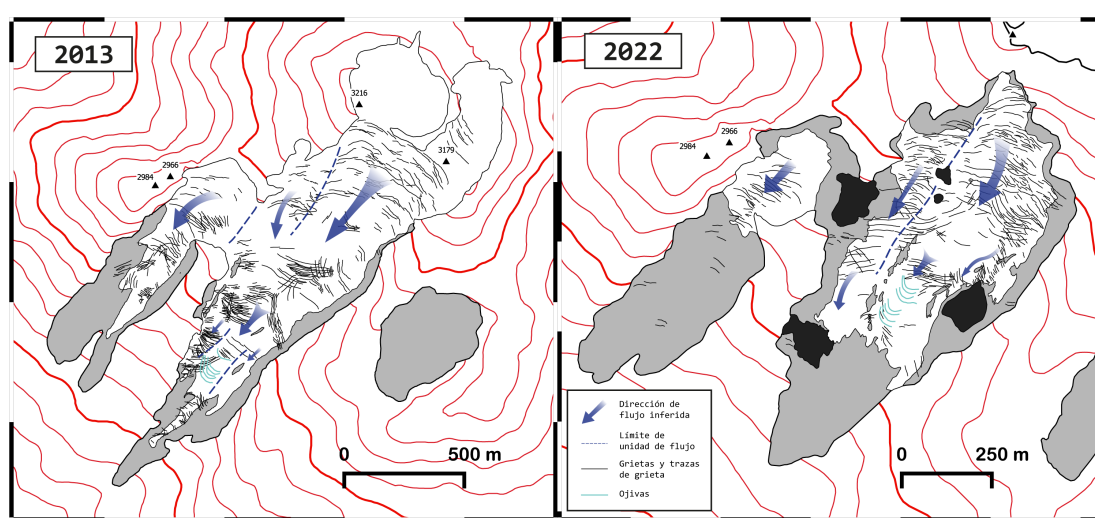 2013
3216
3179
2966
2984
0 500 m
2022
2966
2984
Dirección de
flujo inferida
Límite de
unidad de flujo
Grietas y trazas
de grieta
Ojivas
0 250 m